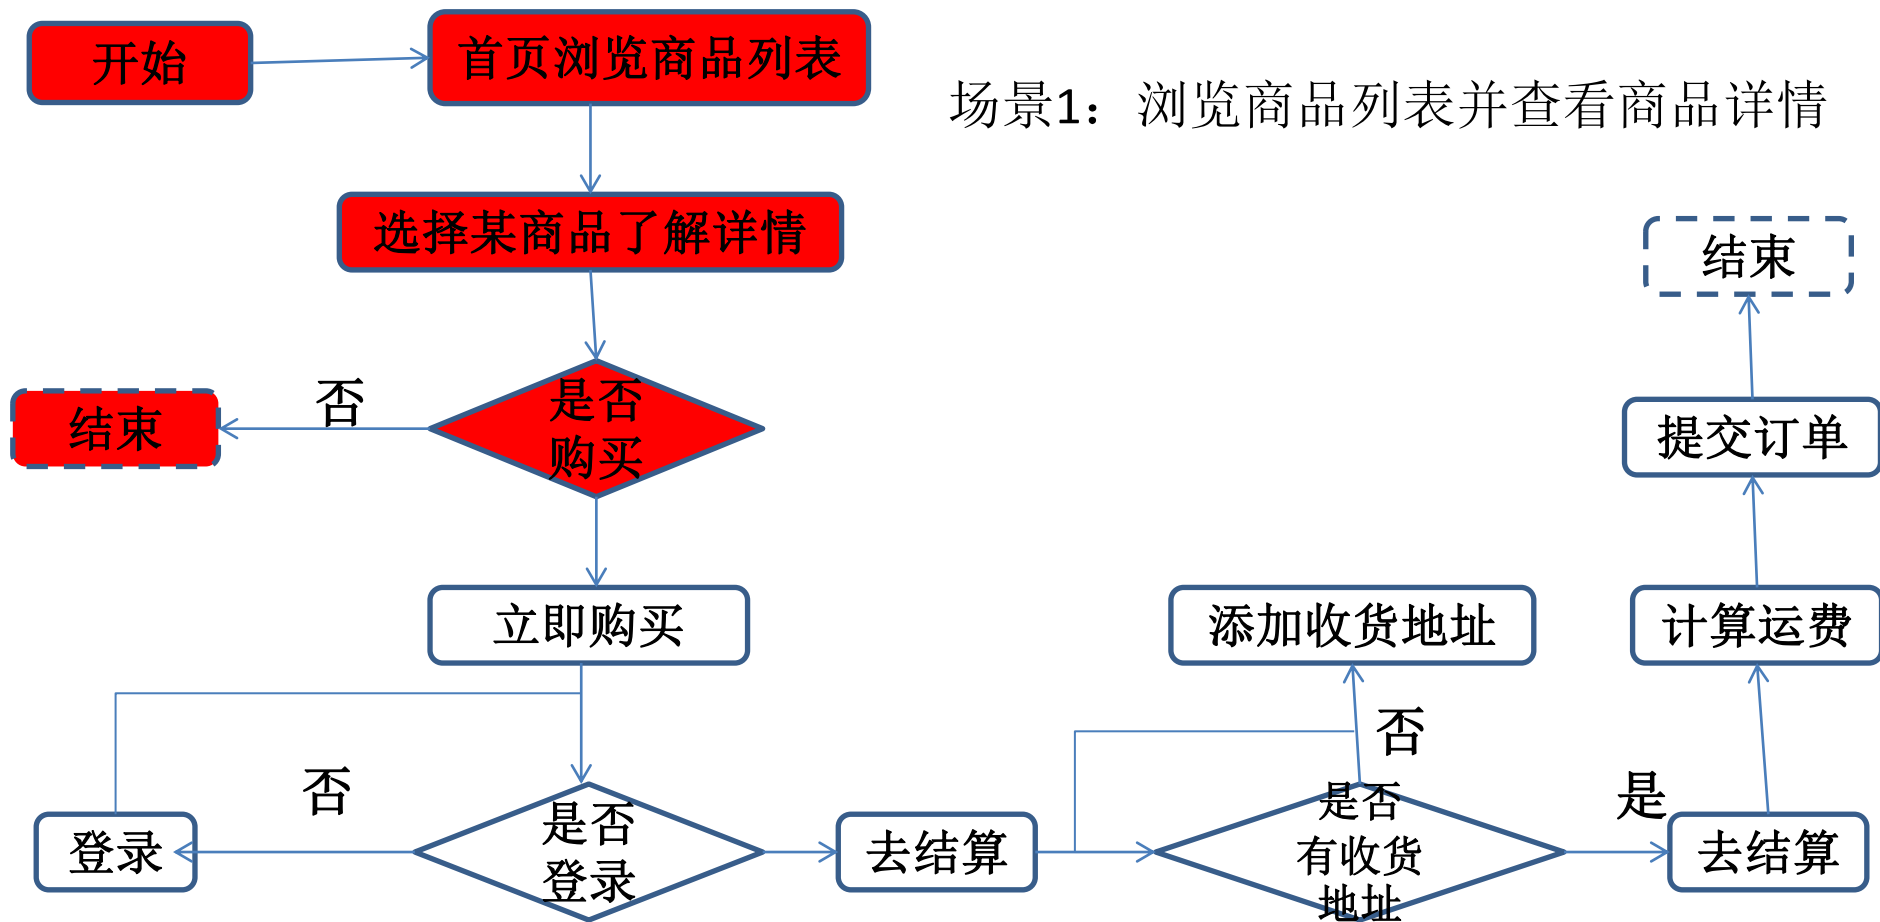 开始
首页浏览商品列表
场景1：浏览商品列表并查看商品详情
选择某商品了解详情
结束
结束
否
是否
购买
提交订单
立即购买
添加收货地址
计算运费
否
否
是
登录
是否
登录
去结算
是否
有收货
地址
去结算